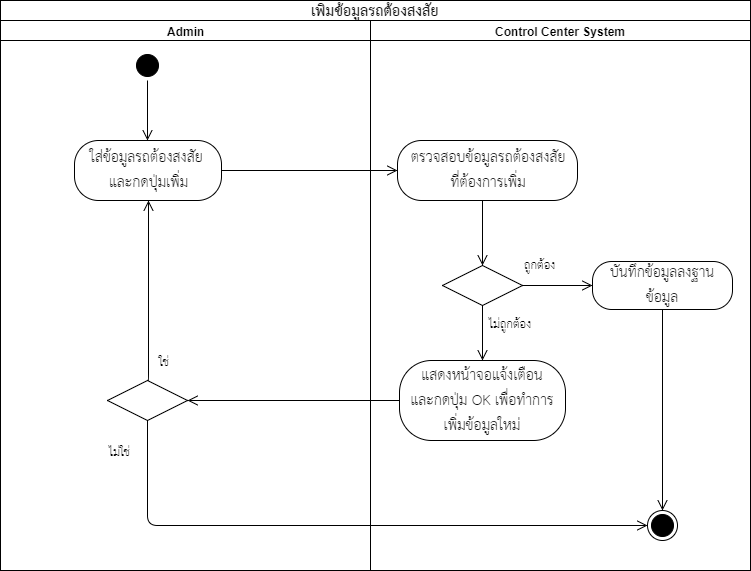 เพิ่มข้อมูลรถต้องสงสัย
Admin
Control Center System
ใส่ข้อมูลรถต้องสงสัย
และกดปุ่มเพิ่ม
ตรวจสอบข้อมูลรถต้องสงสัย
ที่ต้องการเพิ่ม
ถูกต้อง
บันทึกข้อมูลลงฐาน
ข้อมูล
ไม่ถูกต้อง
ใช่
แสดงหน้าจอแจ้งเตือน
และกดปุ่ม OK เพื่อทำการ
เพิ่มข้อมูลใหม่
ไม่ใช่